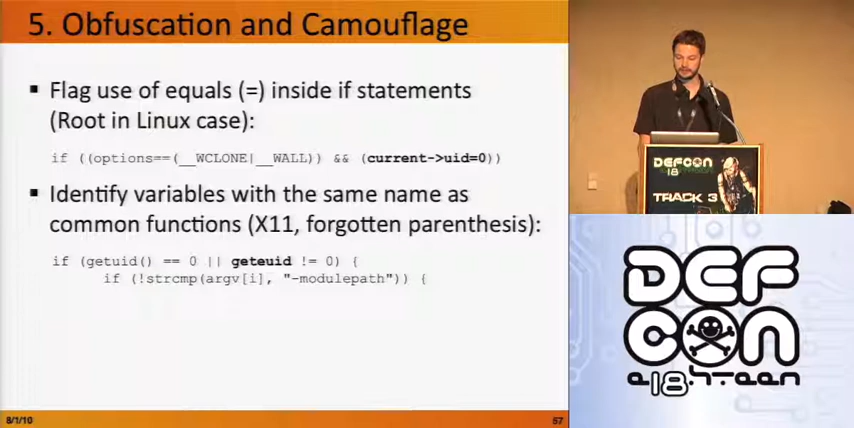 5. Obfuscation and Camouflage
▪ Flag use of equals (=) inside if statements
(Root in Linux case):
if ((options==(__WCLONE|__WALL)) && (current->uid=0))
▪ Identify variables with the same name as
common functions (X11, forgotten parenthesis):
if (getuid() == 0 || geteuid != 0) {
if (!strcmp(argv[i], "-modulepath")) {
8/1/10
57
DEFCON
18
TRACK 3
DEF
CON
e18h.teen